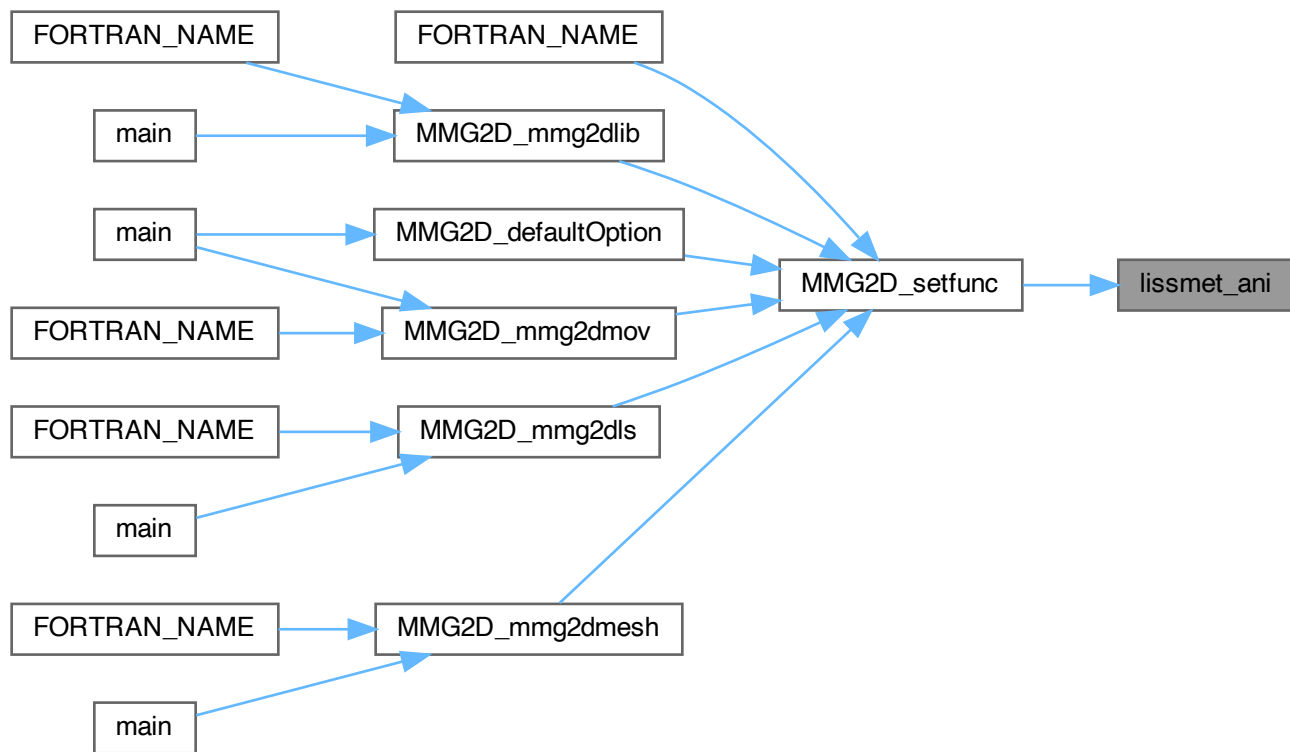 FORTRAN_NAME
FORTRAN_NAME
main
MMG2D_mmg2dlib
main
MMG2D_defaultOption
MMG2D_setfunc
lissmet_ani
FORTRAN_NAME
MMG2D_mmg2dmov
FORTRAN_NAME
MMG2D_mmg2dls
main
FORTRAN_NAME
MMG2D_mmg2dmesh
main